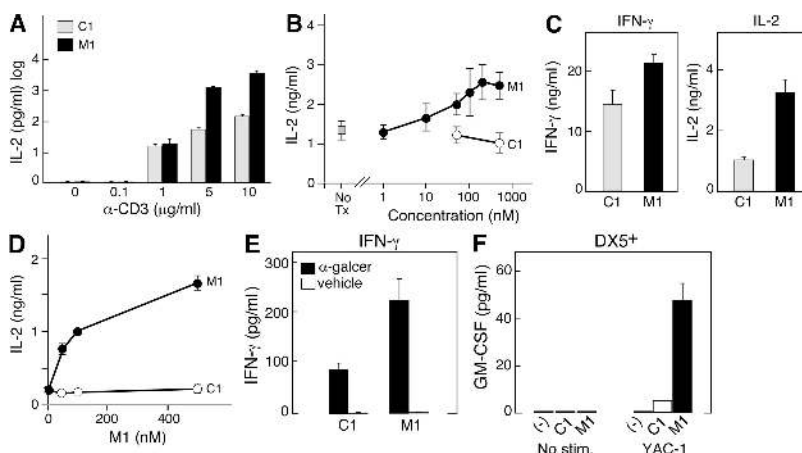 A
C1
M1
IL-2 (pg/ml) log
4
3
2
1
0
0 0.1 1 5 10
α-CD3 (μg/ml)
B
IL-2 (ng/ml)
4
3
2
1
0
M1
C1
No
Tx
1 10 100 1000
Concentration (nM)
C
IFN-γ
IFN-γ (ng/ml)
20
10
0
C1 M1
IL-2
IL-2 (ng/ml)
4
2
0
C1 M1
D
IL-2 (ng/ml)
2
1
0
M1
C1
0 200 400
M1 (nM)
E
IFN-γ
α-galcer
vehicle
IFN-γ (pg/ml)
300
200
100
0
C1 M1
F
DX5+
GM-CSF (pg/ml)
60
40
20
0
(-) C1 M1 (-) C1 M1
No stim. YAC-1